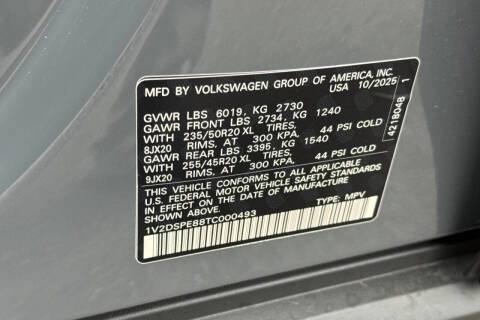 MFD BY VOLKSWAGEN GROUP OF AMERICA, INC.
USA 10/2025
GVWR LBS 6019, KG 2730
GAWR FRONT LBS 2734, KG 1240
WITH 235/50R20 XL TIRES,
8JX20 RIMS, AT 300 KPA, 44 PSI COLD
GAWR REAR LBS 3395, KG 1540
WITH 255/45R20 XL TIRES,
9JX20 RIMS, AT 300 KPA, 44 PSI COLD
THIS VEHICLE CONFORMS TO ALL APPLICABLE
U.S. FEDERAL MOTOR VEHICLE SAFETY STANDARDS
IN EFFECT ON THE DATE OF MANUFACTURE
DISPLAYED ABOVE.
1V2DSPE88TC000493 TYPE: MPV
421804B 1